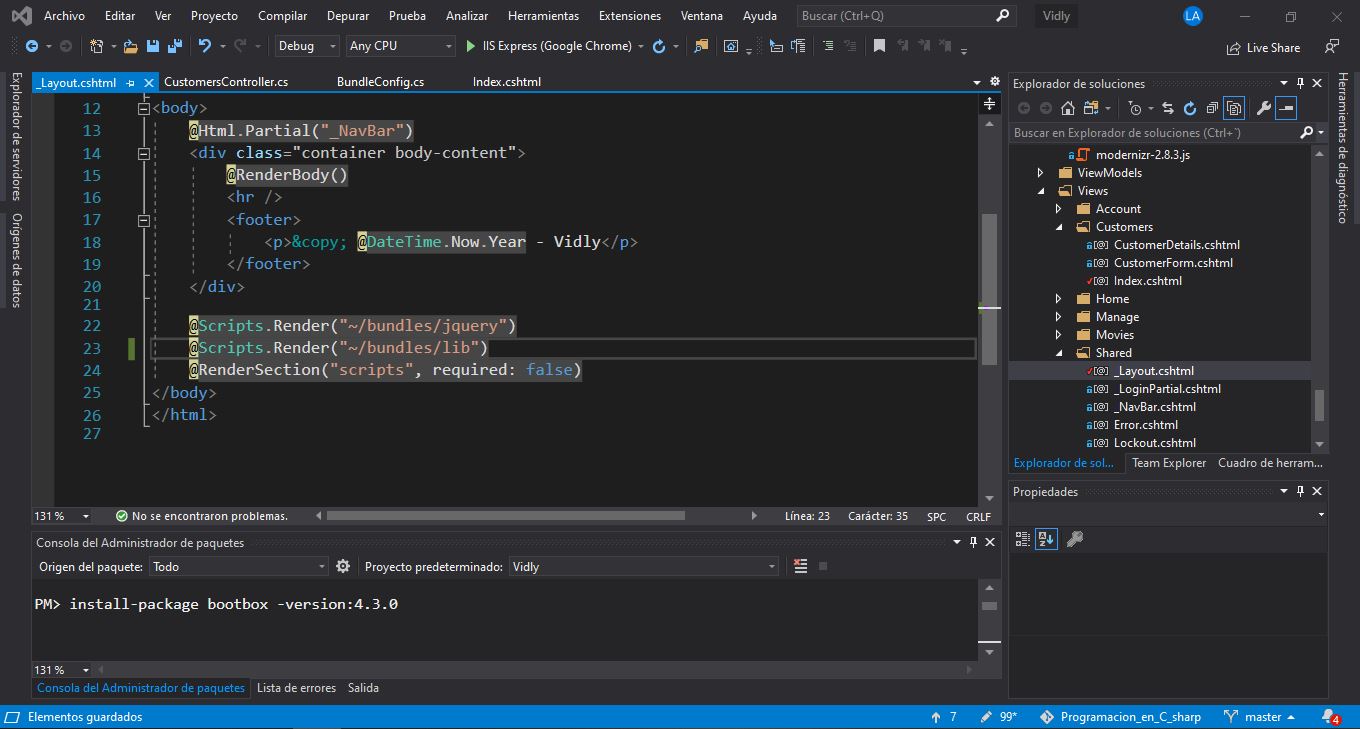 Archivo Editar Ver Proyecto Compilar Depurar Prueba Analizar Herramientas Extensiones Ventana Ayuda Buscar (Ctrl+Q) Vidly LA
Debug Any CPU IIS Express (Google Chrome) Live Share
Explorador de servidores
Orígenes de datos
_Layout.cshtml CustomersController.cs BundleConfig.cs Index.cshtml
12 <body>
13 @Html.Partial("_NavBar")
14 <div class="container body-content">
15 @RenderBody()
16 <hr />
17 <footer>
18 <p>&copy; @DateTime.Now.Year - Vidly</p>
19 </footer>
20 </div>
21
22 @Scripts.Render("~/bundles/jquery")
23 @Scripts.Render("~/bundles/lib")
24 @RenderSection("scripts", required: false)
25 </body>
26 </html>
27
131 % No se encontraron problemas. Línea: 23 Carácter: 35 SPC CRLF
Consola del Administrador de paquetes
Origen del paquete: Todo Proyecto predeterminado: Vidly
PM> install-package bootbox -version:4.3.0
131 %
Consola del Administrador de paquetes Lista de errores Salida
Explorador de soluciones
Buscar en Explorador de soluciones (Ctrl+´)
modernizr-2.8.3.js
ViewModels
Views
Account
Customers
CustomerDetails.cshtml
CustomerForm.cshtml
Index.cshtml
Home
Manage
Movies
Shared
_Layout.cshtml
_LoginPartial.cshtml
_NavBar.cshtml
Error.cshtml
Lockout.cshtml
Explorador de sol... Team Explorer Cuadro de herram...
Propiedades
Herramientas de diagnóstico
Elementos guardados 7 99* Programacion_en_C_sharp master 4